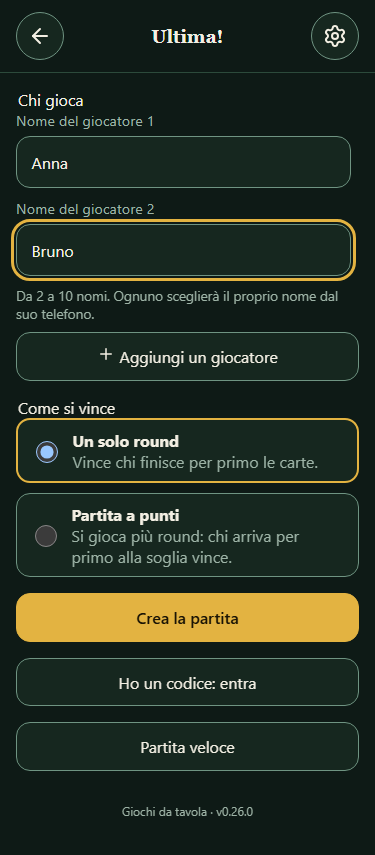 Ultima!
Chi gioca
Nome del giocatore 1
Anna
Nome del giocatore 2
Bruno
Da 2 a 10 nomi. Ognuno sceglierà il proprio nome dal
suo telefono.
+ Aggiungi un giocatore
Come si vince
Un solo round
Vince chi finisce per primo le carte.
Partita a punti
Si gioca più round: chi arriva per
primo alla soglia vince.
Crea la partita
Ho un codice: entra
Partita veloce
Giochi da tavola · v0.26.0